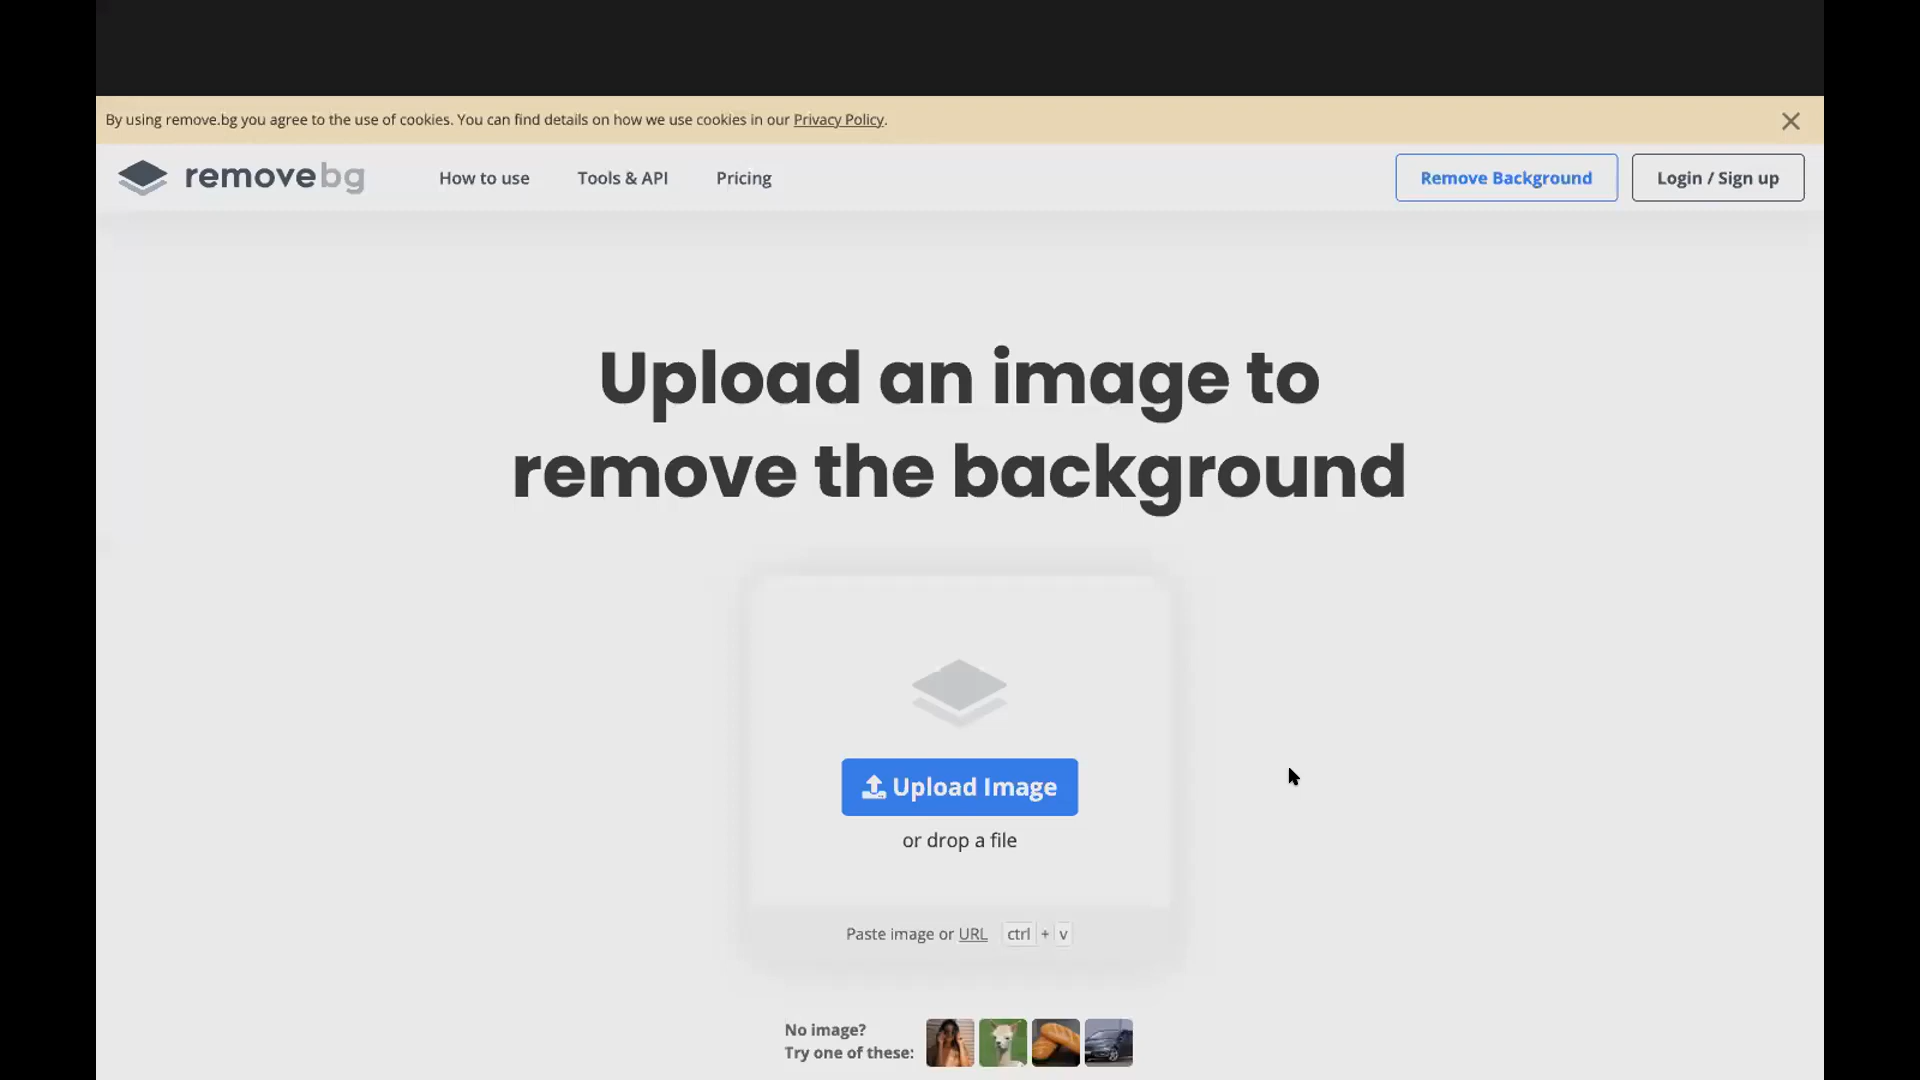 By using remove.bg you agree to the use of cookies. You can find details on how we use cookies in our Privacy Policy.
removebg
How to use
Tools & API
Pricing
Remove Background
Login / Sign up
Upload an image to
remove the background
Upload Image
or drop a file
Paste image or URL ctrl + v
No image?
Try one of these: